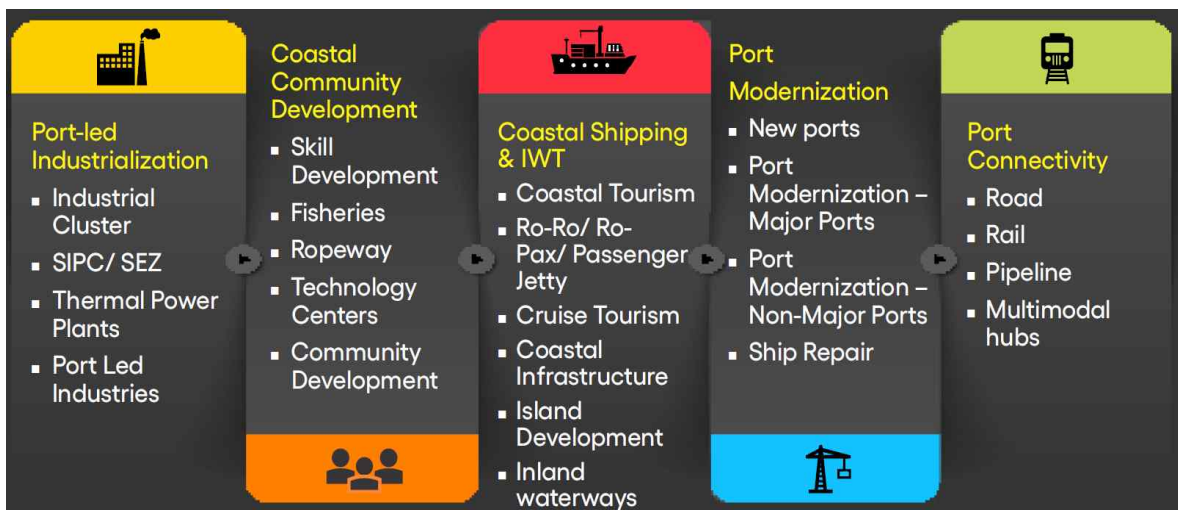 Port-led
Industrialization
▪ Industrial
Cluster
▪ SIPC/ SEZ
▪ Thermal Power
Plants
▪ Port Led
Industries
Coastal
Community
Development
▪ Skill
Development
▪ Fisheries
▪ Ropeway
▪ Technology
Centers
▪ Community
Development
Coastal Shipping
& IWT
▪ Coastal Tourism
▪ Ro-Ro/ Ro-
Pax/ Passenger
Jetty
▪ Cruise Tourism
▪ Coastal
Infrastructure
▪ Island
Development
▪ Inland
waterways
Port
Modernization
▪ New ports
▪ Port
Modernization –
Major Ports
▪ Port
Modernization –
Non-Major Ports
▪ Ship Repair
Port
Connectivity
▪ Road
▪ Rail
▪ Pipeline
▪ Multimodal
hubs